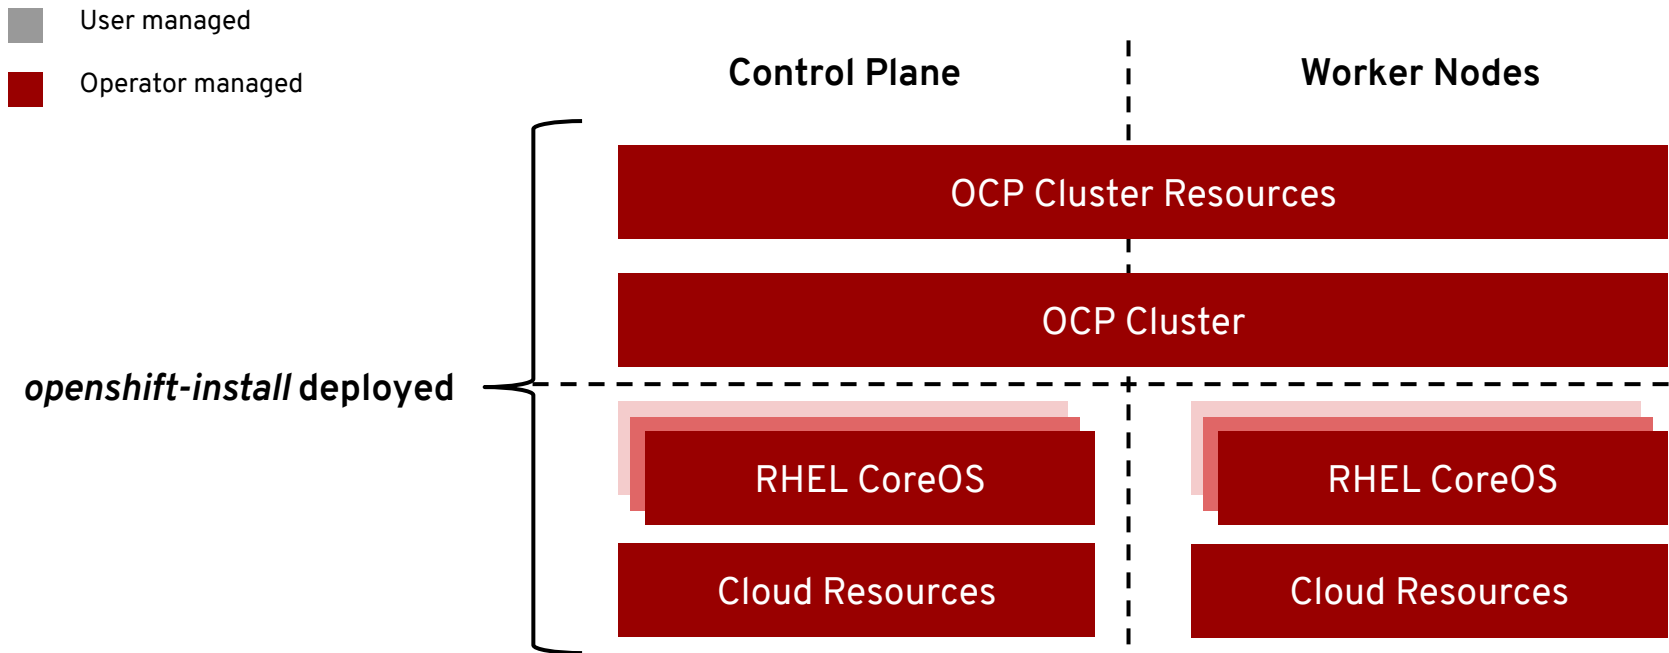 User managed
Operator managed
Control Plane
Worker Nodes
OCP Cluster Resources
OCP Cluster
openshift-install deployed
RHEL CoreOS
RHEL CoreOS
Cloud Resources
Cloud Resources